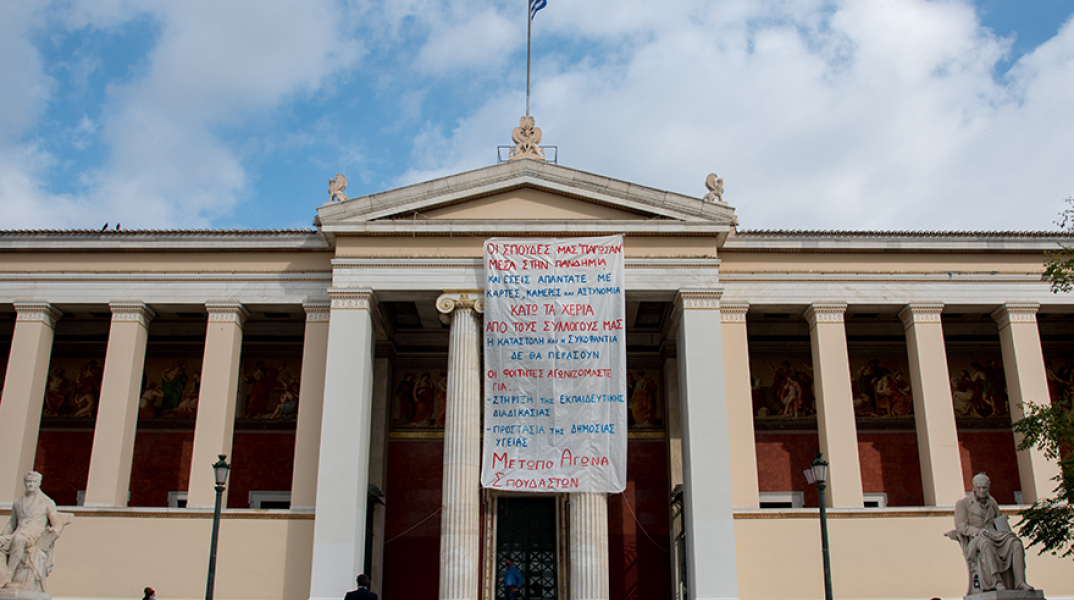 ΟΙ ΣΠΟΥΔΕΣ ΜΑΣ "ΠΑΓΩΣΑΝ
ΜΕΣΑ ΣΤΗΝ ΠΑΝΔΗΜΙΑ
ΚΑΙ ΕΣΕΙΣ ΑΠΑΝΤΑΤΕ ΜΕ
ΚΑΡΤΕΣ, ΚΑΜΕΡΕΣ και ΑΣΤΥΝΟΜΙΑ
ΚΑΤΩ ΤΑ ΧΕΡΙΑ
ΑΠΟ ΤΟΥΣ ΣΥΛΛΟΓΟΥΣ ΜΑΣ
Η ΚΑΤΑΣΤΟΛΗ και η ΣΥΚΟΦΑΝΤΙΑ
ΔΕ ΘΑ ΠΕΡΑΣΟΥΝ
ΟΙ ΦΟΙΤΗΤΕΣ ΑΓΩΝΙΖΟΜΑΣΤΕ
ΓΙΑ:
-ΣΤΗΡΙΞΗ της ΕΚΠΑΙΔΕΥΤΙΚΗΣ
ΔΙΑΔΙΚΑΣΙΑΣ
-ΠΡΟΣΤΑΣΙΑ της ΔΗΜΟΣΙΑΣ
ΥΓΕΙΑΣ
ΜΕΤΩΠΟ ΑΓΩΝΑ
ΣΠΟΥΔΑΣΤΩΝ